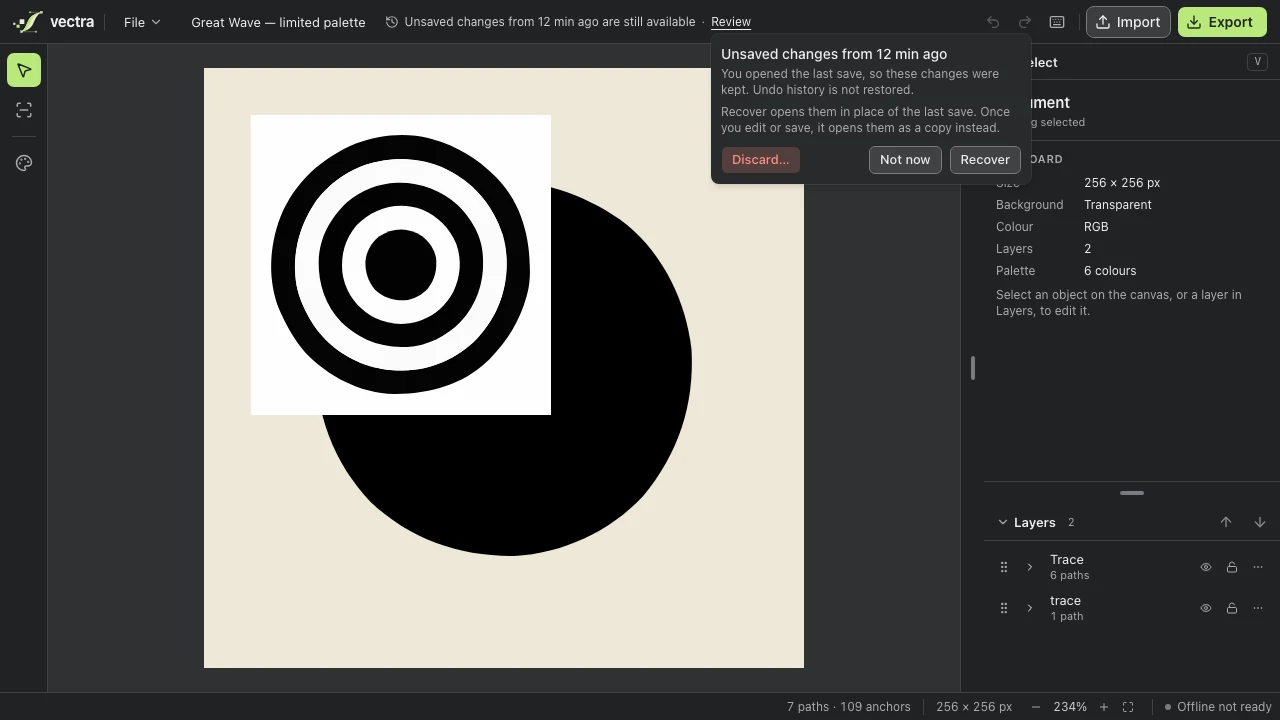 vectra
File
Great Wave — limited palette
Unsaved changes from 12 min ago are still available · Review
Import
Export
Unsaved changes from 12 min ago
You opened the last save, so these changes were
kept. Undo history is not restored.
Recover opens them in place of the last save. Once
you edit or save, it opens them as a copy instead.
Discard...
Not now
Recover
elect
V
ument
g selected
OARD
Size
256 × 256 px
Background
Transparent
Colour
RGB
Layers
2
Palette
6 colours
Select an object on the canvas, or a layer in
Layers, to edit it.
Layers 2
Trace
6 paths
trace
1 path
7 paths · 109 anchors
256 × 256 px
234%
Offline not ready